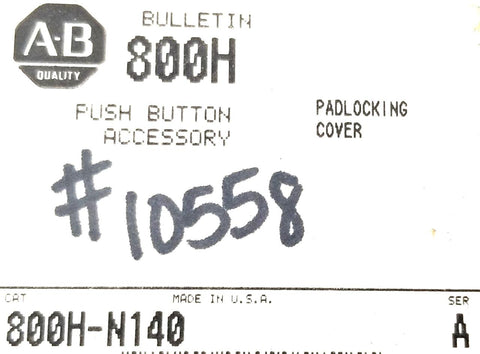 BULLETIN
A-B
QUALITY
800H
PUSH BUTTON
ACCESSORY
PADLOCKING
COVER
#10558
CAT
MADE IN U.S.A.
SER
800H-N140
A